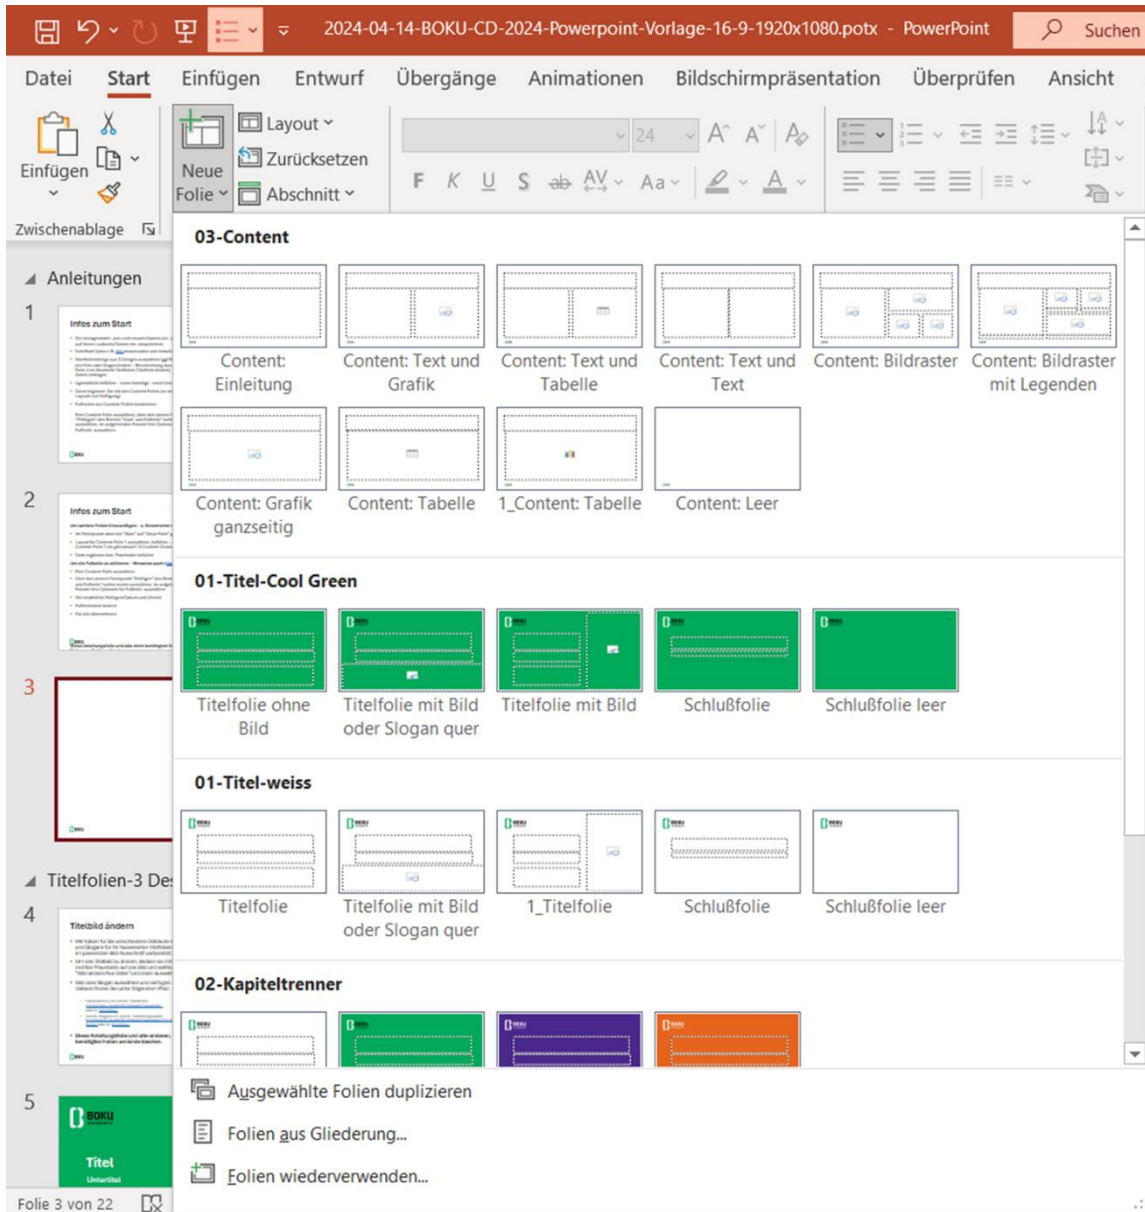 2024-04-14-BOKU-CD-2024-Powerpoint-Vorlage-16-9-1920x1080.potx - PowerPoint
Suchen
Datei Start Einfügen Entwurf Übergänge Animationen Bildschirmpräsentation Überprüfen Ansicht
Einfügen
Neue Folie
Layout
Zurücksetzen
Abschnitt
24
F K U S ab AV Aa A
Zwischenablage
Anleitungen
1
Infos zum Start
BOKU
2
Infos zum Start
3
BOKU
Titelfolien-3 De
4
Titelbild ändern
BOKU
5
BOKU
Titel
Untertitel
03-Content
Content: Einleitung
Content: Text und Grafik
Content: Text und Tabelle
Content: Text und Text
Content: Bildraster
Content: Bildraster mit Legenden
Content: Grafik ganzseitig
Content: Tabelle
1_Content: Tabelle
Content: Leer
01-Titel-Cool Green
Titelfolie ohne Bild
Titelfolie mit Bild oder Slogan quer
Titelfolie mit Bild
Schlußfolie
Schlußfolie leer
01-Titel-weiss
Titelfolie
Titelfolie mit Bild oder Slogan quer
1_Titelfolie
Schlußfolie
Schlußfolie leer
02-Kapiteltrenner
Ausgewählte Folien duplizieren
Folien aus Gliederung...
Folien wiederverwenden...
Folie 3 von 22